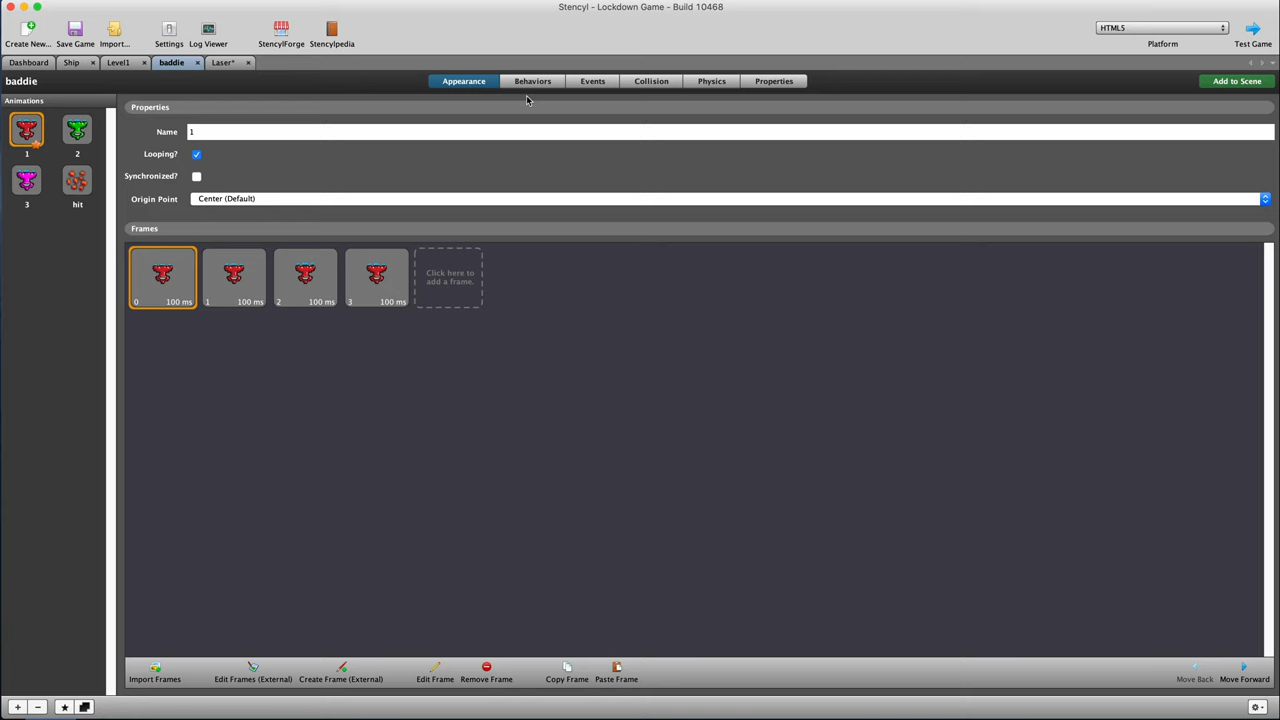 Stencyl - Lockdown Game - Build 10468
Create New...
Save Game
Import...
Settings
Log Viewer
StencylForge
Stencylpedia
HTML5
Platform
Test Game
Dashboard
Ship
Level1
baddie
Laser*
baddie
Appearance
Behaviors
Events
Collision
Physics
Properties
Add to Scene
Animations
1
2
3
hit
Properties
Name 1
Looping?
Synchronized?
Origin Point Center (Default)
Frames
0 100 ms
1 100 ms
2 100 ms
3 100 ms
Click here to
add a frame.
Import Frames
Edit Frames (External)
Create Frame (External)
Edit Frame
Remove Frame
Copy Frame
Paste Frame
Move Back
Move Forward